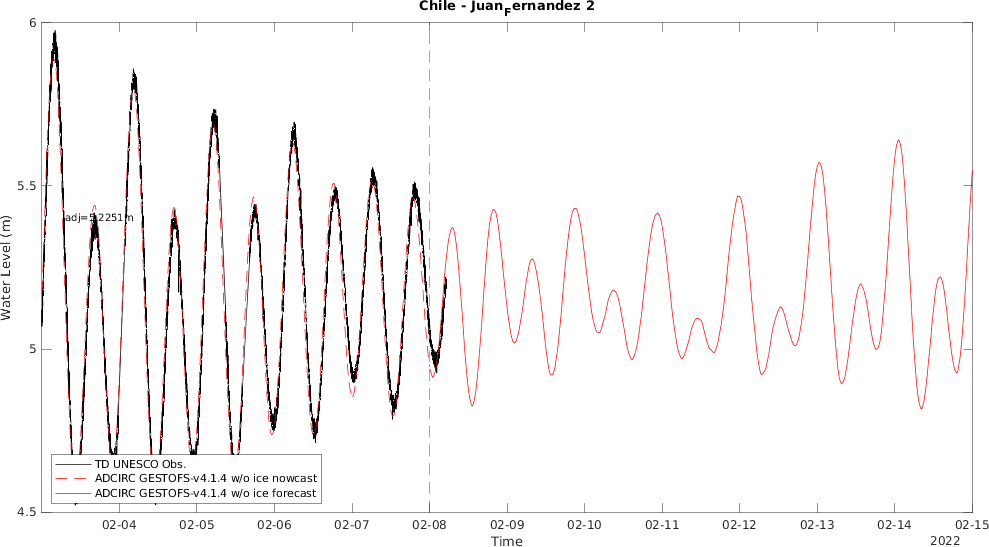 Chile - Juan_Fernandez 2
6
5.5
5
4.5
Water Level (m)
adj=5.2251m
TD UNESCO Obs.
ADCIRC GESTOFS-v4.1.4 w/o ice nowcast
ADCIRC GESTOFS-v4.1.4 w/o ice forecast
02-04 02-05 02-06 02-07 02-08 02-09 02-10 02-11 02-12 02-13 02-14 02-15
Time
2022